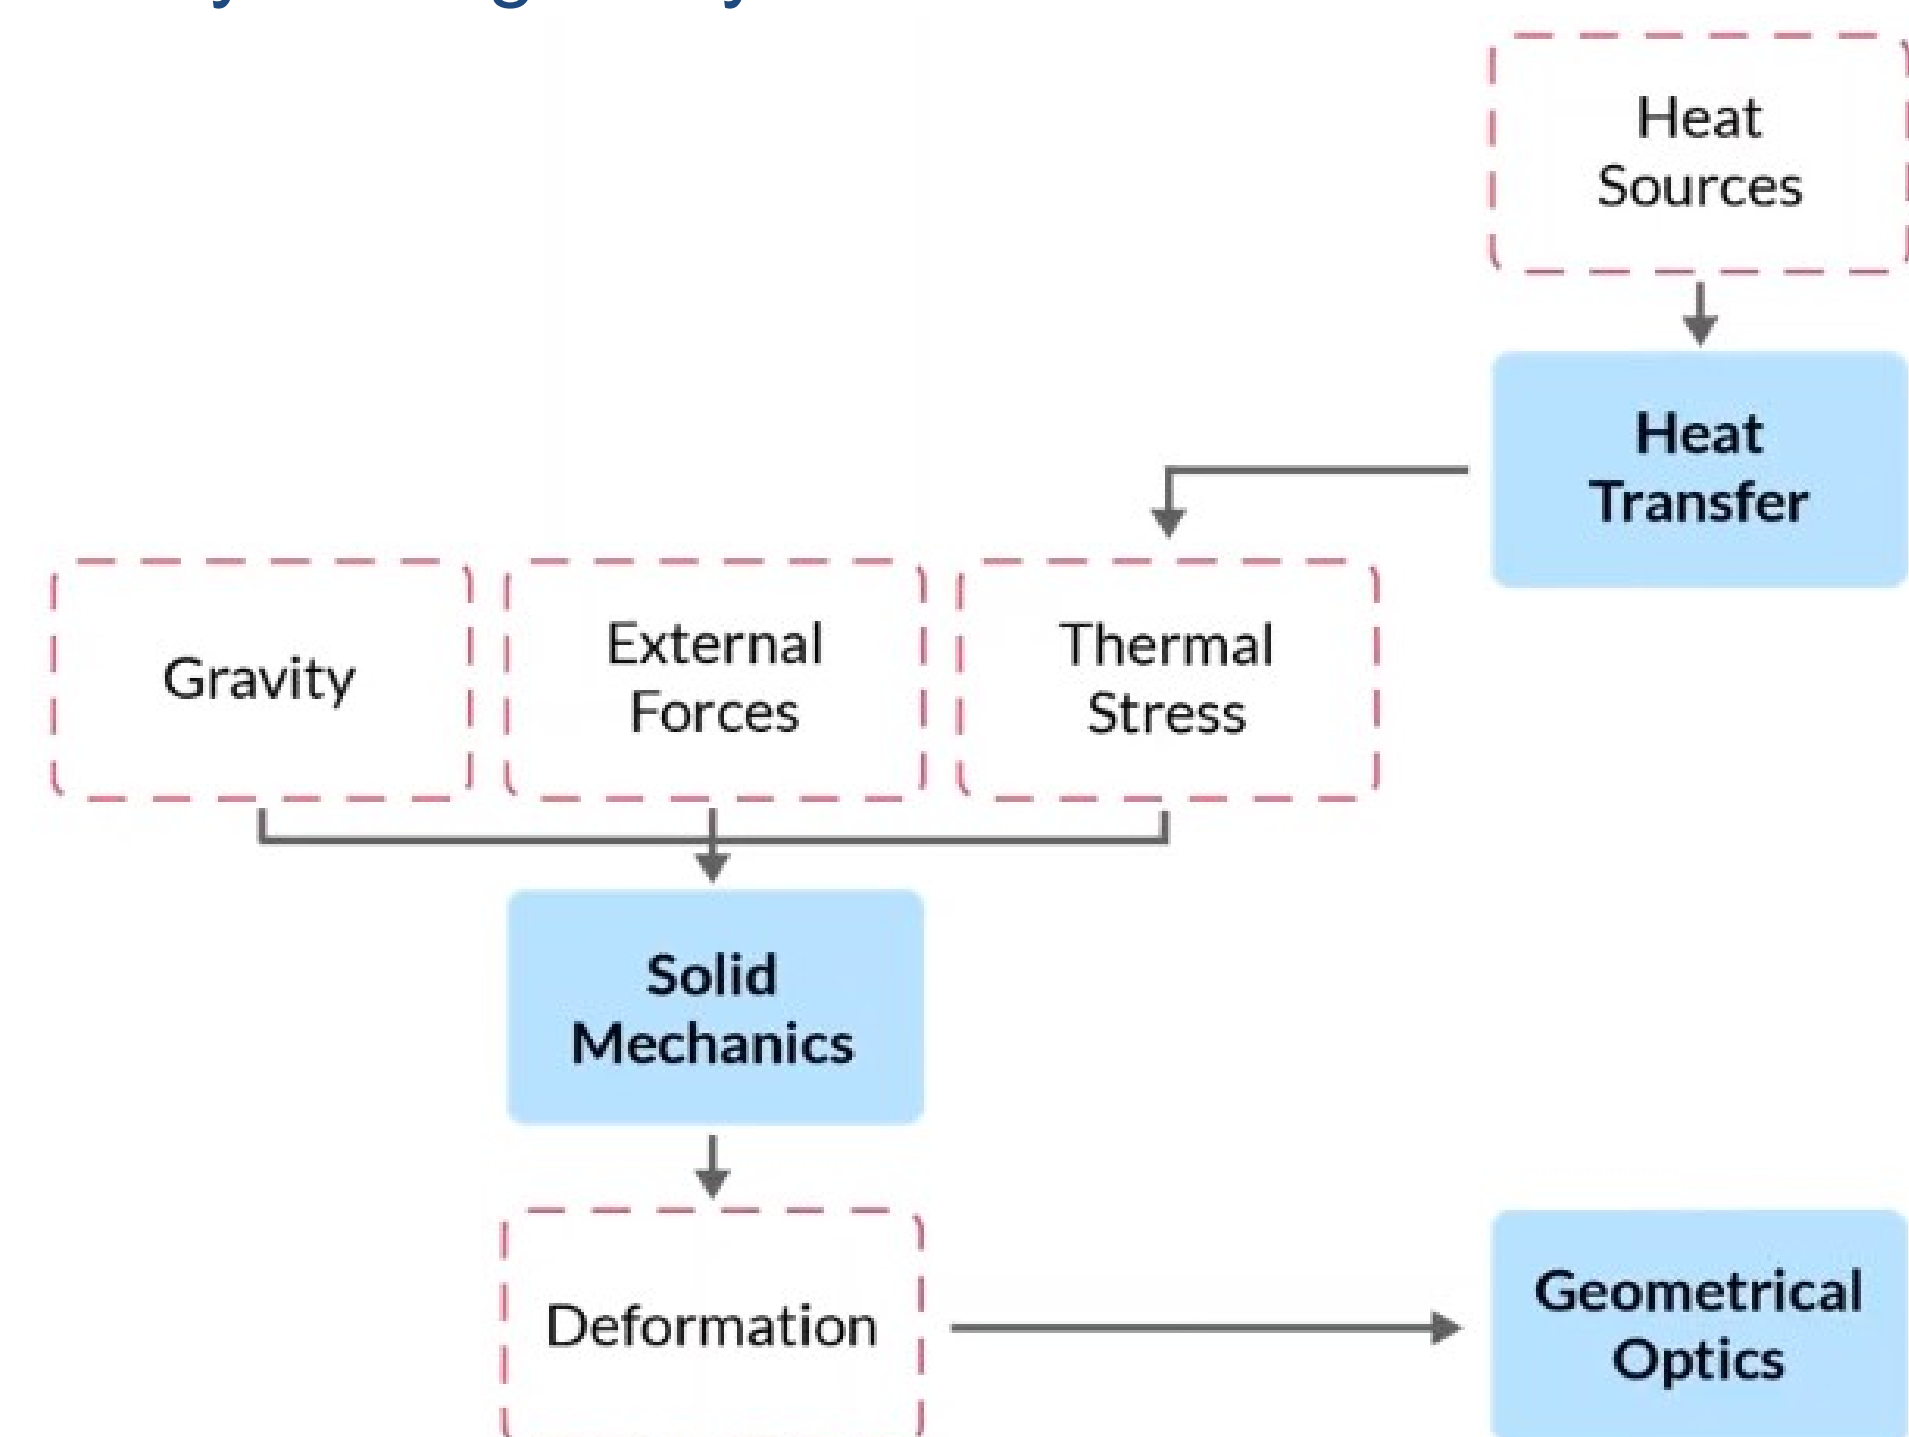 Heat
Sources
Heat
Transfer
Gravity
External
Forces
Thermal
Stress
Solid
Mechanics
Deformation
Geometrical
Optics